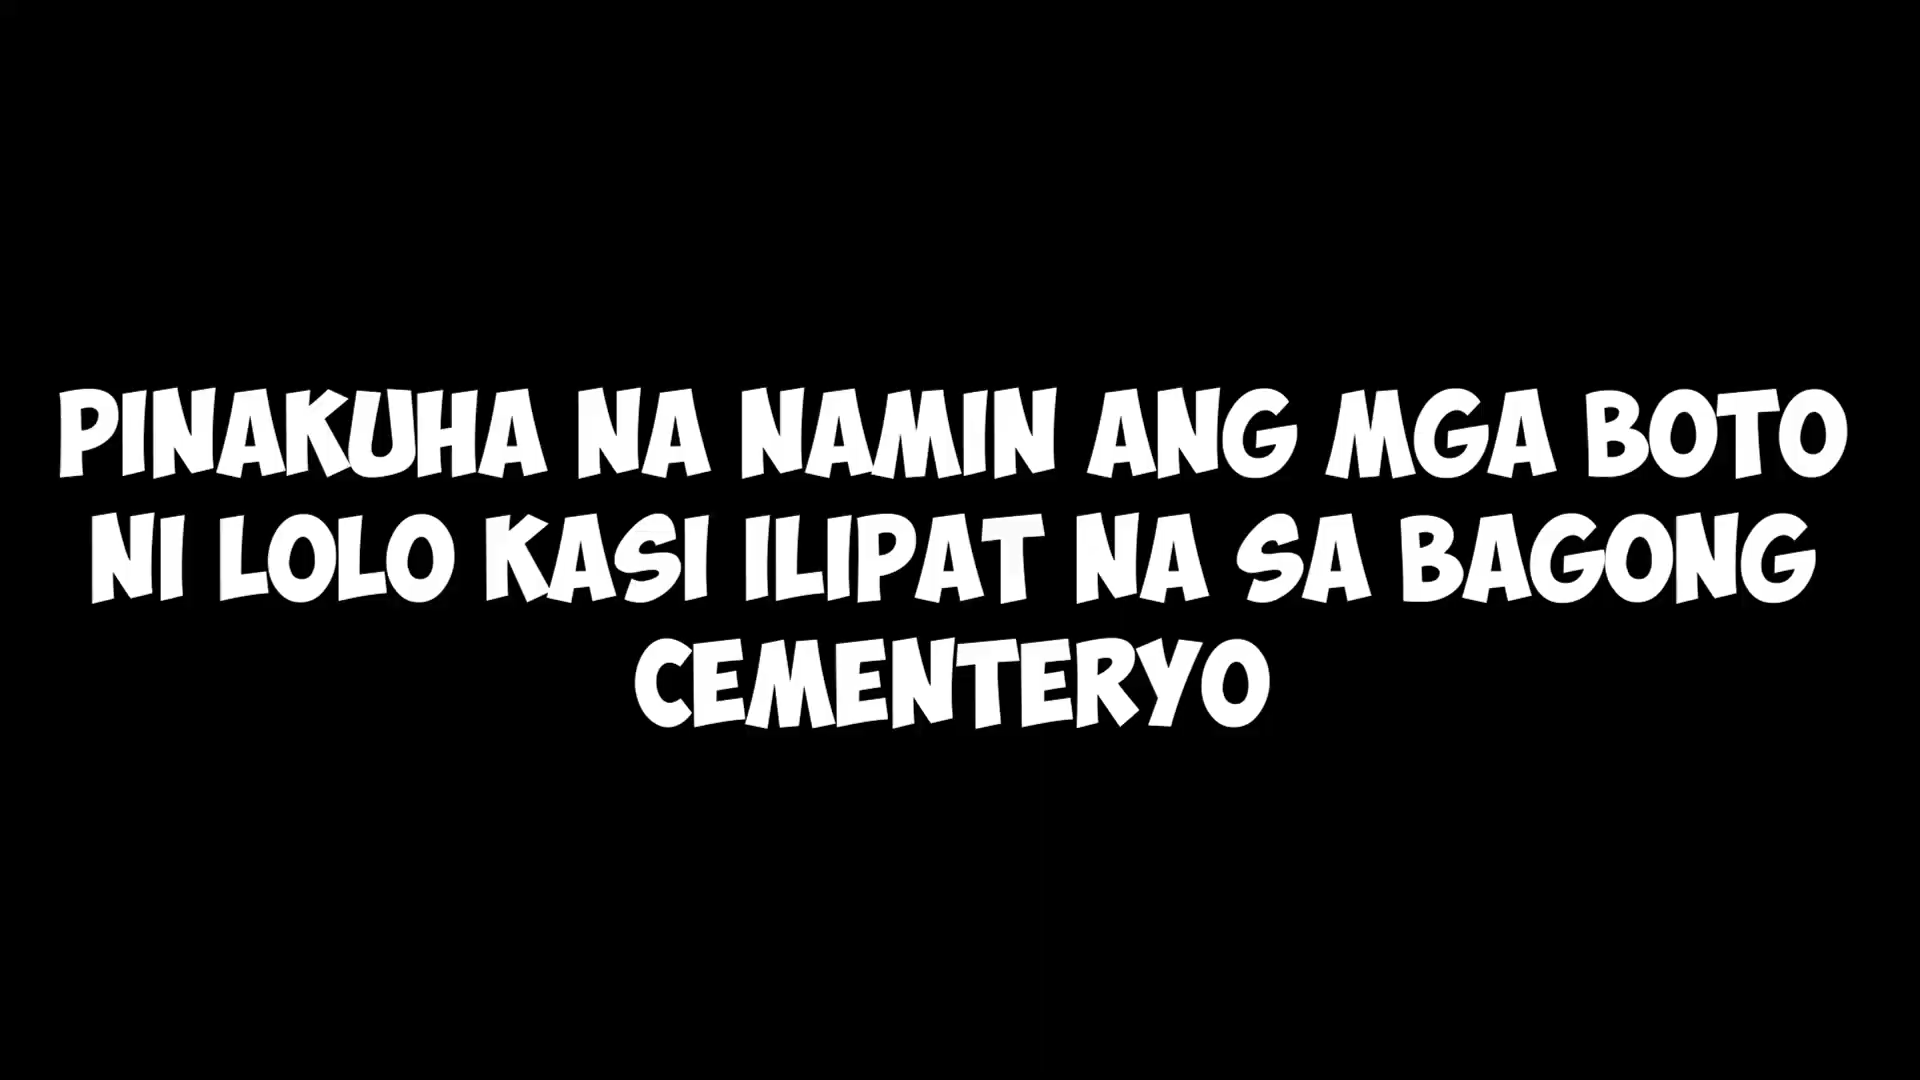 PINAKUHA NA NAMIN ANG MGA BOTO
NI LOLO KASI ILIPAT NA SA BAGONG
CEMENTERYO